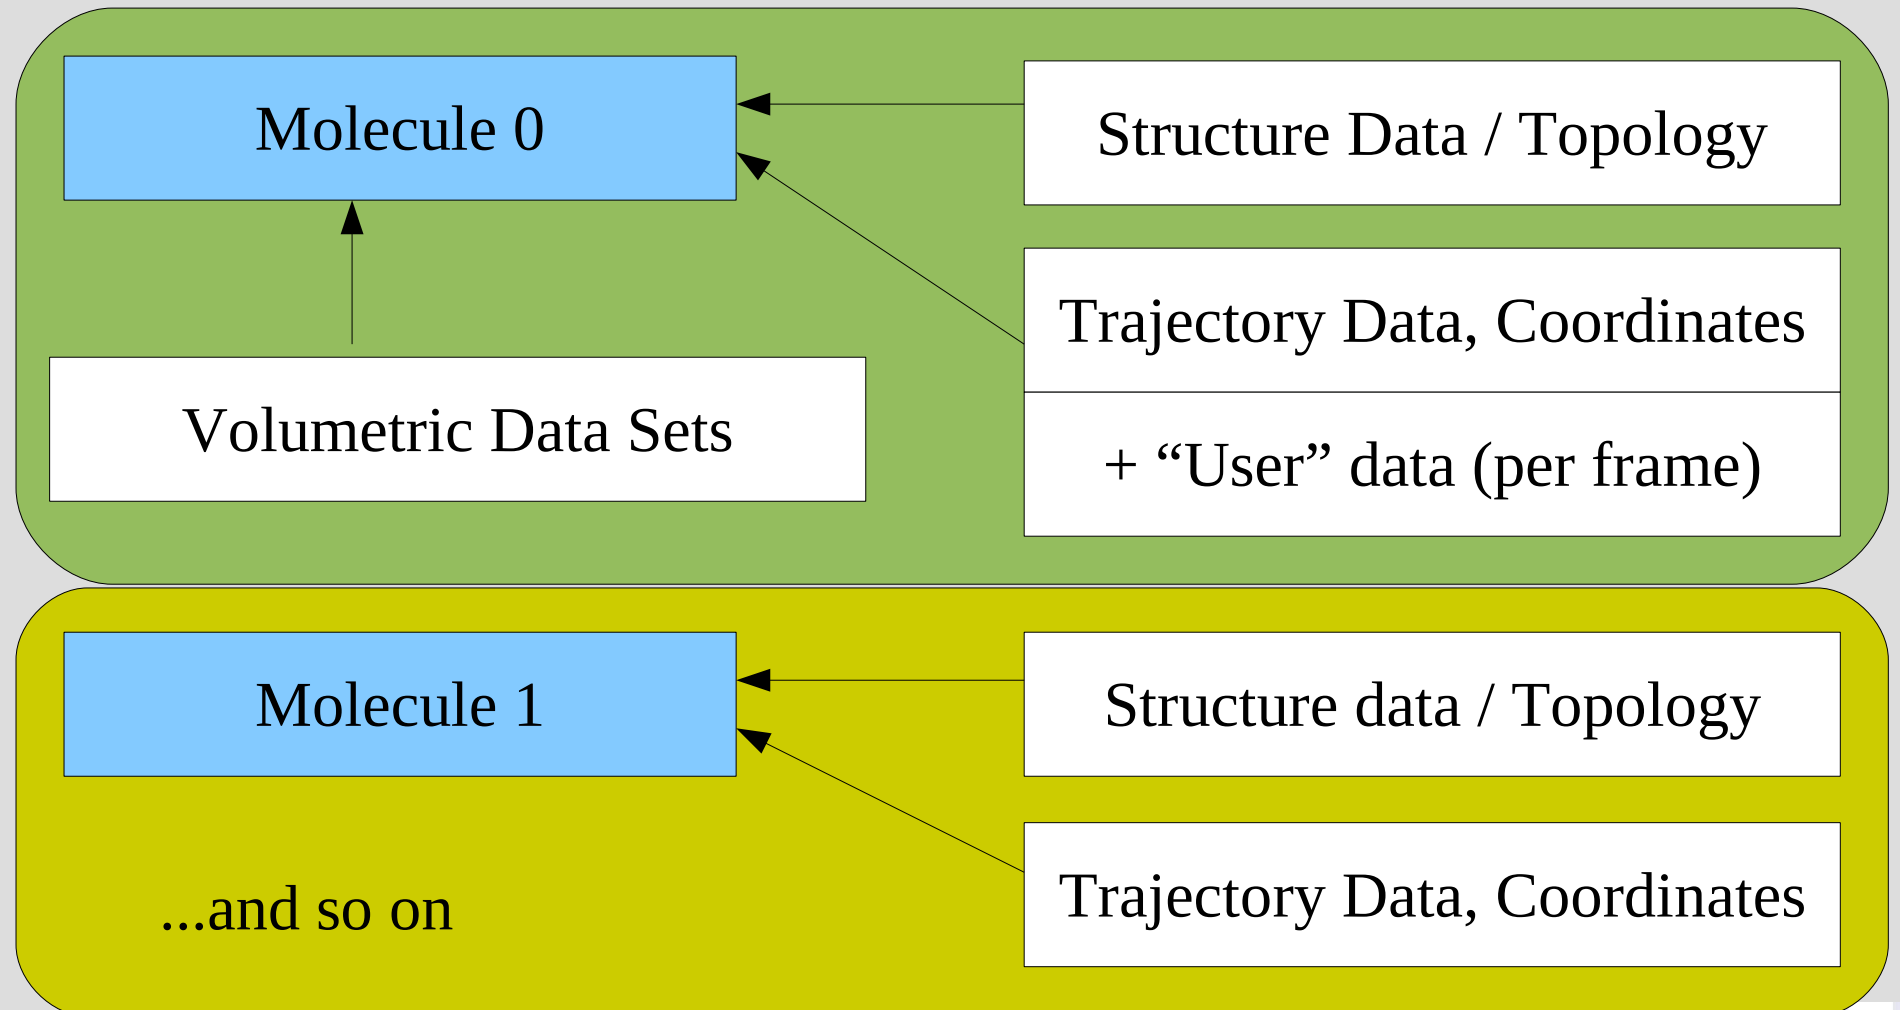 Molecule 0
Structure Data / Topology
Trajectory Data, Coordinates
Volumetric Data Sets
+ “User” data (per frame)
Molecule 1
Structure data / Topology
Trajectory Data, Coordinates
...and so on